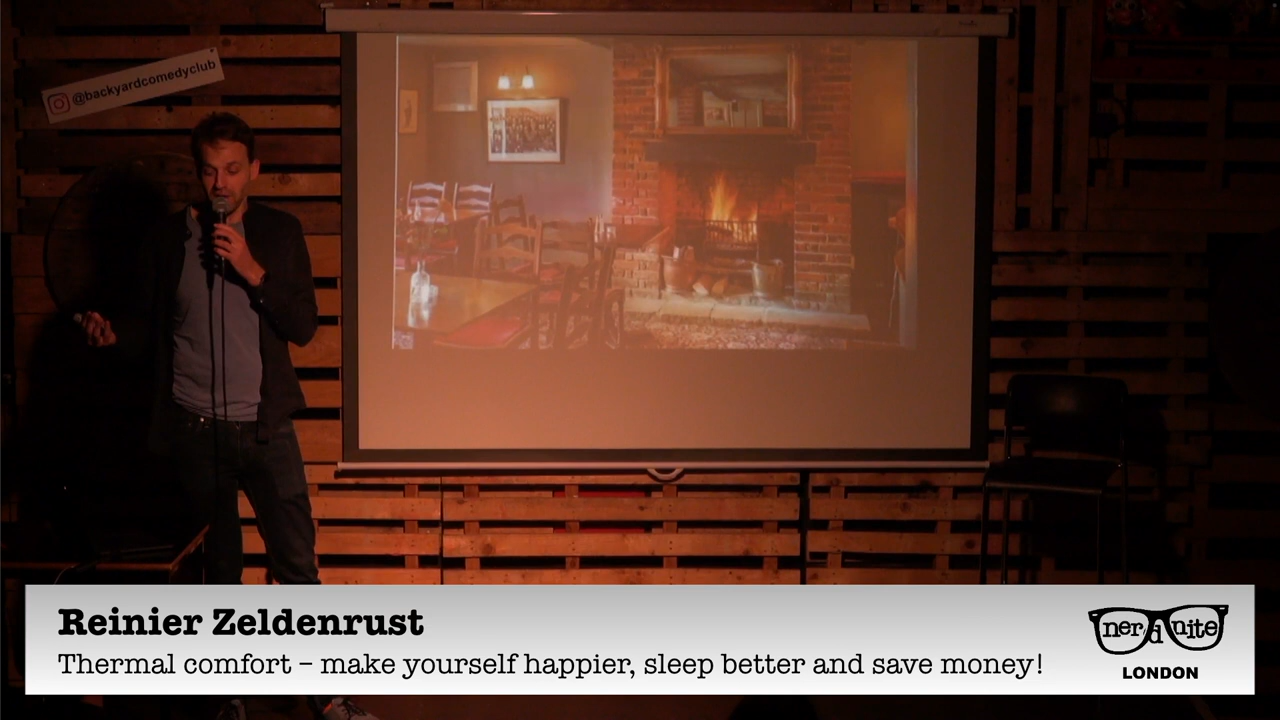 @backyardcomedyclub
Reinier Zeldenrust
Thermal comfort – make yourself happier, sleep better and save money!
nerd nite
LONDON